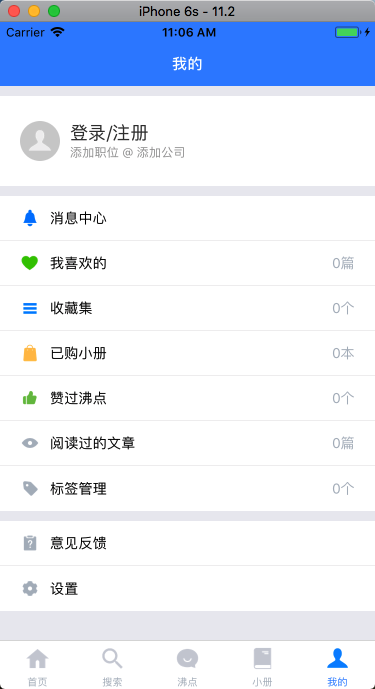 iPhone 6s - 11.2
Carrier 11:06 AM
我的
登录/注册
添加职位 @ 添加公司
消息中心
我喜欢的 0篇
收藏集 0个
已购小册 0本
赞过沸点 0个
阅读过的文章 0篇
标签管理 0个
意见反馈
设置
首页 搜索 沸点 小册 我的